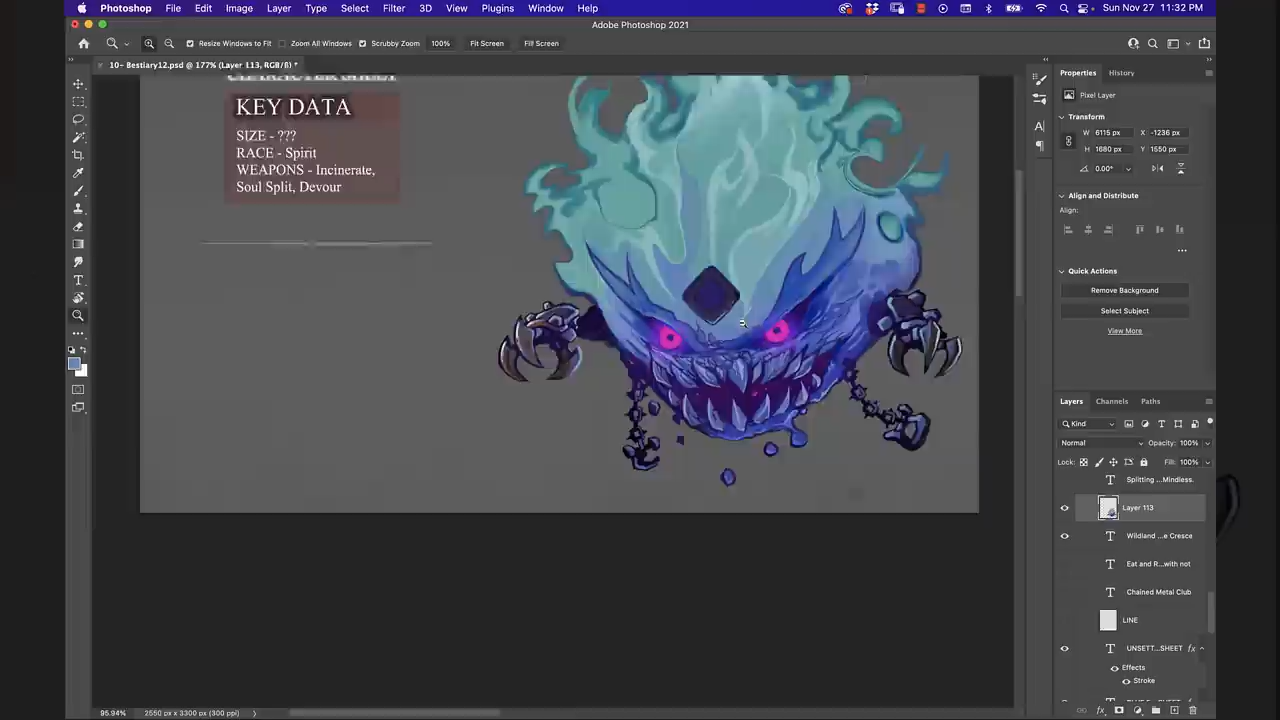 Photoshop File Edit Image Layer Type Select Filter 3D View Plugins Window Help
Sun Nov 27 11:32 PM
Adobe Photoshop 2021
Resize Windows to Fit All Windows Scrubby Zoom 100% Fit Screen Fill Screen
10- Bestiary12.psd @ 177% (Layer 113, RGB/8) *
CHARACTER SHEET
KEY DATA
SIZE - ???
RACE - Spirit
WEAPONS - Incinerate,
Soul Split, Devour
Properties History
Pixel Layer
Transform
W 6115 px X -1236 px
H 1680 px Y 1550 px
0.00°
Align and Distribute
Align:
Quick Actions
Remove Background
Select Subject
View More
Layers Channels Paths
Kind
Normal Opacity: 100%
Lock: Fill: 100%
Splitting ...Mindless.
Layer 113
Wildland ...e Cresce
Eat and R...with not
Chained Metal Club
LINE
UNSETT...SHEET fx
Effects
Stroke
95.94% 2550 px x 3300 px (300 ppi)